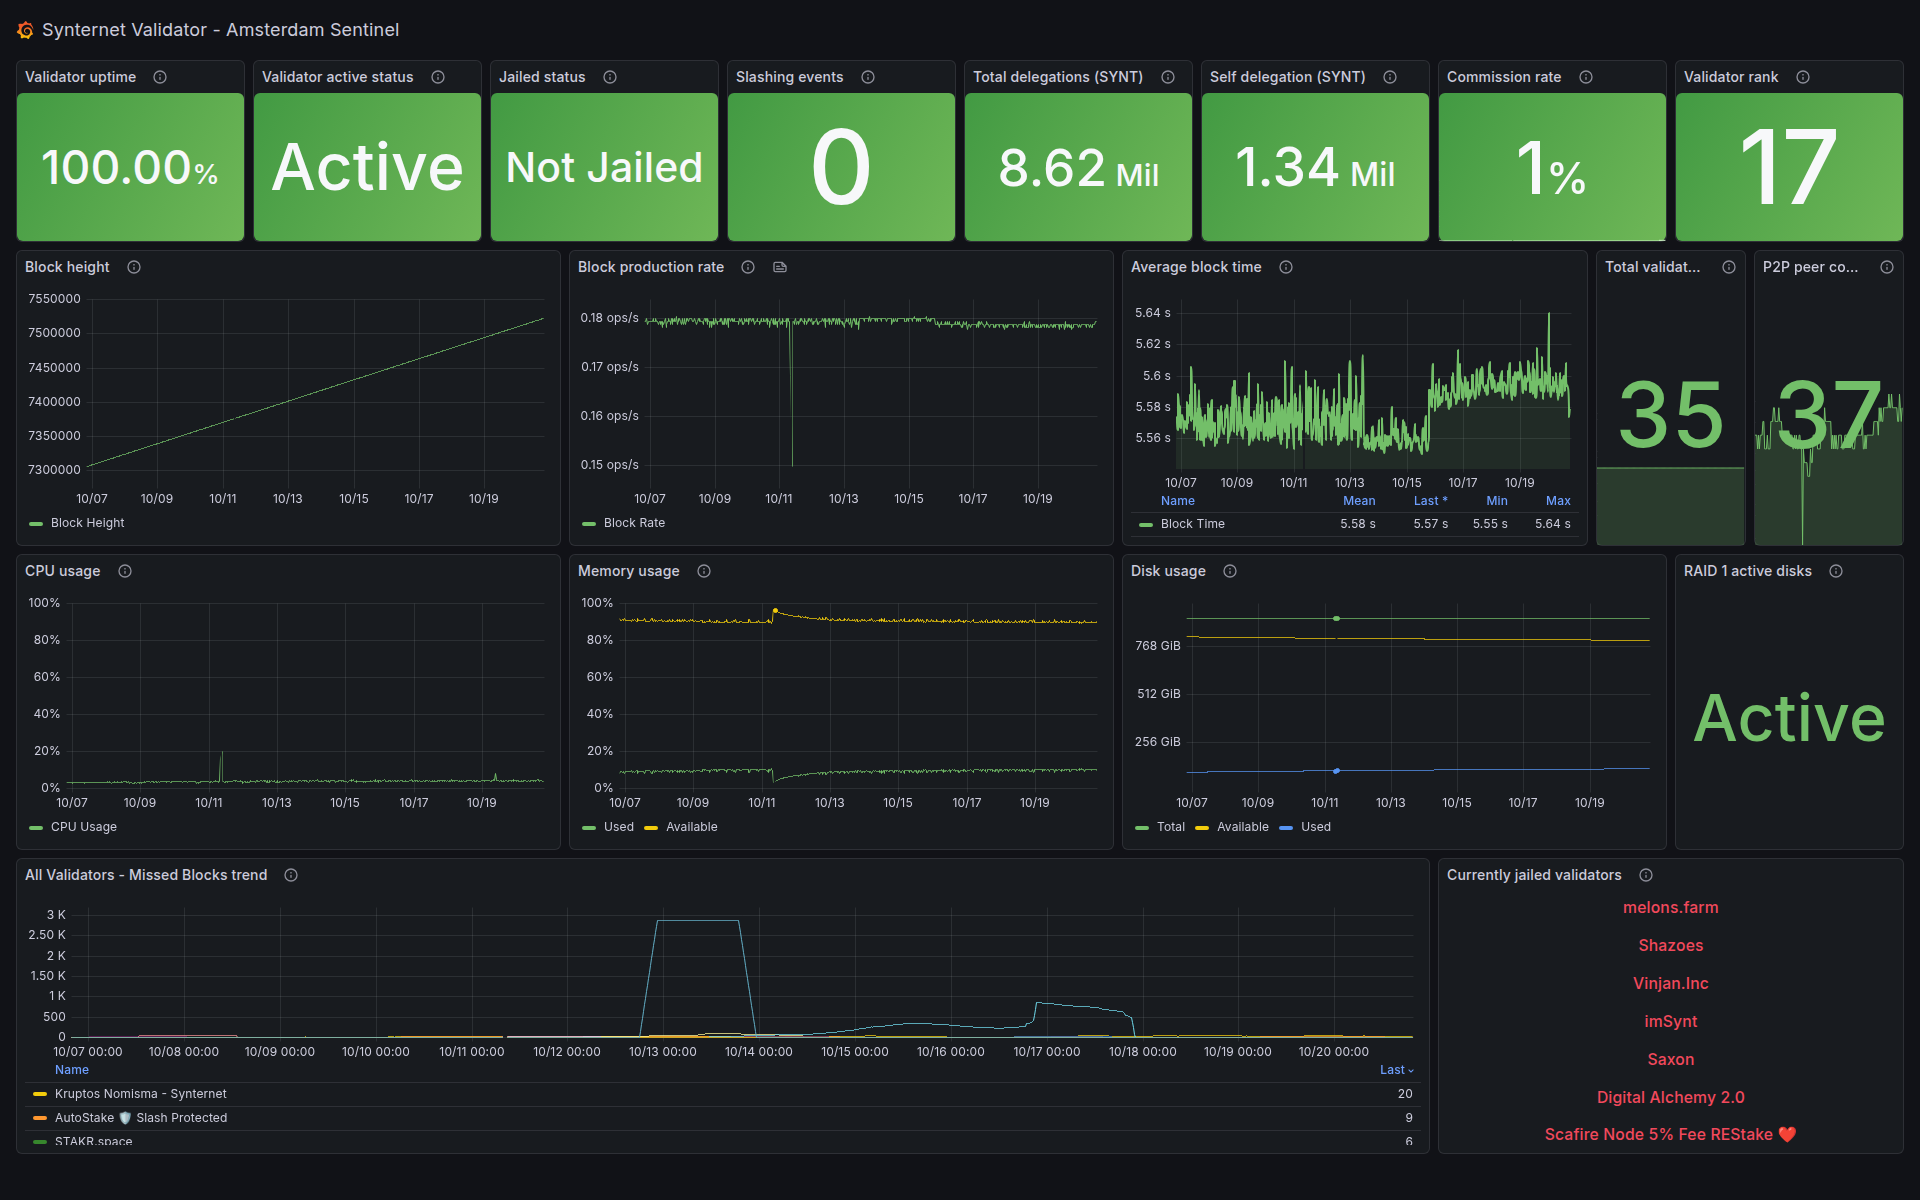 Synternet Validator - Amsterdam Sentinel
Validator uptime
100.00%
Validator active status
Active
Jailed status
Not Jailed
Slashing events
0
Total delegations (SYNT)
8.62 Mil
Self delegation (SYNT)
1.34 Mil
Commission rate
1%
Validator rank
17
Block height
7550000
7500000
7450000
7400000
7350000
7300000
10/07 10/09 10/11 10/13 10/15 10/17 10/19
Block Height
Block production rate
0.18 ops/s
0.17 ops/s
0.16 ops/s
0.15 ops/s
10/07 10/09 10/11 10/13 10/15 10/17 10/19
Block Rate
Average block time
5.64 s
5.62 s
5.6 s
5.58 s
5.56 s
10/07 10/09 10/11 10/13 10/15 10/17 10/19
Name Mean Last * Min Max
Block Time 5.58 s 5.57 s 5.55 s 5.64 s
Total validat...
35
P2P peer co...
37
CPU usage
100%
80%
60%
40%
20%
0%
10/07 10/09 10/11 10/13 10/15 10/17 10/19
CPU Usage
Memory usage
100%
80%
60%
40%
20%
0%
10/07 10/09 10/11 10/13 10/15 10/17 10/19
Used Available
Disk usage
768 GiB
512 GiB
256 GiB
10/07 10/09 10/11 10/13 10/15 10/17 10/19
Total Available Used
RAID 1 active disks
Active
All Validators - Missed Blocks trend
3 K
2.50 K
2 K
1.50 K
1 K
500
0
10/07 00:00 10/08 00:00 10/09 00:00 10/10 00:00 10/11 00:00 10/12 00:00 10/13 00:00 10/14 00:00 10/15 00:00 10/16 00:00 10/17 00:00 10/18 00:00 10/19 00:00 10/20 00:00
Name Last
Kruptos Nomisma - Synternet 20
AutoStake 🛡️ Slash Protected 9
STAKR.space 6
Currently jailed validators
melons.farm
Shazoes
Vinjan.Inc
imSynt
Saxon
Digital Alchemy 2.0
Scafire Node 5% Fee REStake ❤️